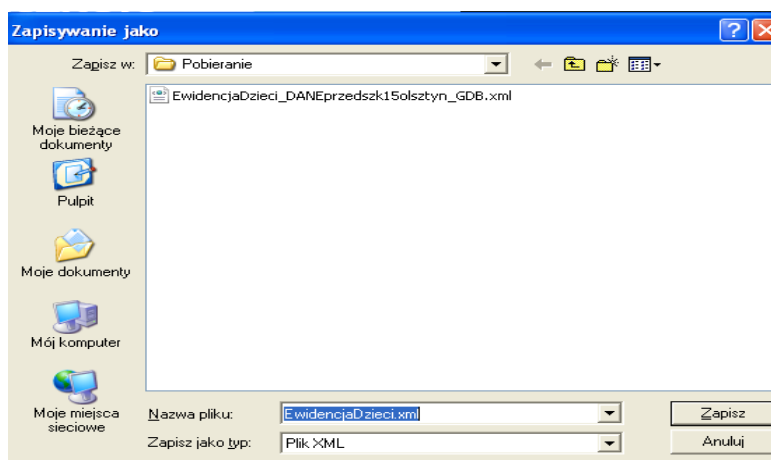 Zapisywanie jako
Zapisz w: Pobieranie
EwidencjaDzieci_DANEprzedszk15olsztyn_GDB.xml
Moje bieżące
dokumenty
Pulpit
Moje dokumenty
Mój komputer
Moje miejsca
sieciowe
Nazwa pliku: EwidencjaDzieci.xml Zapisz
Zapisz jako typ: Plik XML Anuluj